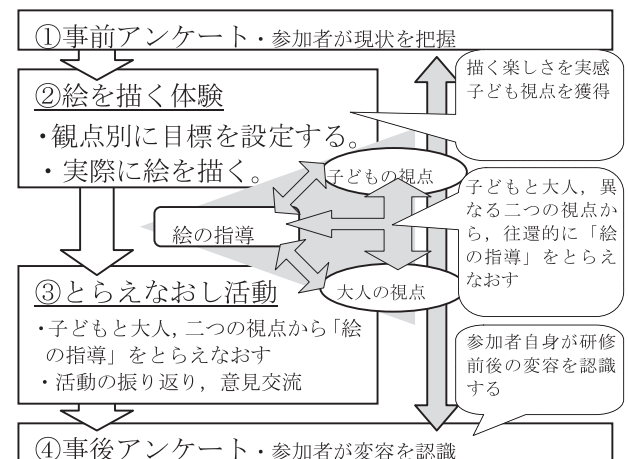 ①事前アンケート・参加者が現状を把握
描く楽しさを実感
子ども視点を獲得
②絵を描く体験
・観点別に目標を設定する。
・実際に絵を描く。
子どもの視点
絵の指導
大人の視点
子どもと大人，異
なる二つの視点か
ら，往還的に「絵
の指導」をとらえ
なおす
③とらえなおし活動
・子どもと大人，二つの視点から「絵
の指導」をとらえなおす
・活動の振り返り，意見交流
参加者自身が研修
前後の変容を認識
する
④事後アンケート・参加者が変容を認識